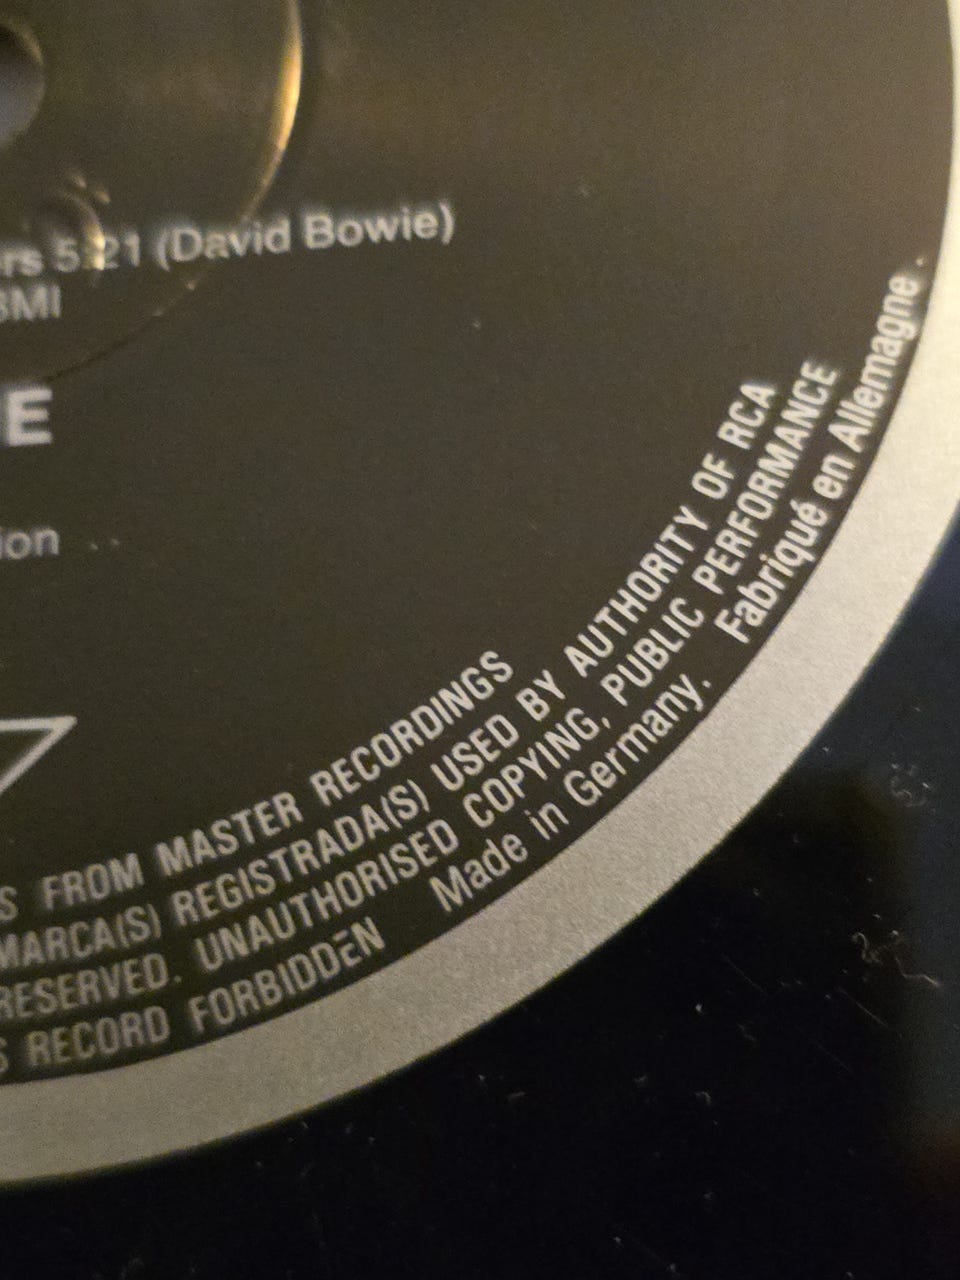 rs 5:21 (David Bowie)
BMI
E
ion
S FROM MASTER RECORDINGS
MARCA(S) REGISTRADA(S) USED BY AUTHORITY OF RCA
RESERVED. UNAUTHORISED COPYING, PUBLIC PERFORMANCE
S RECORD FORBIDDEN
Made in Germany. Fabriqué en Allemagne